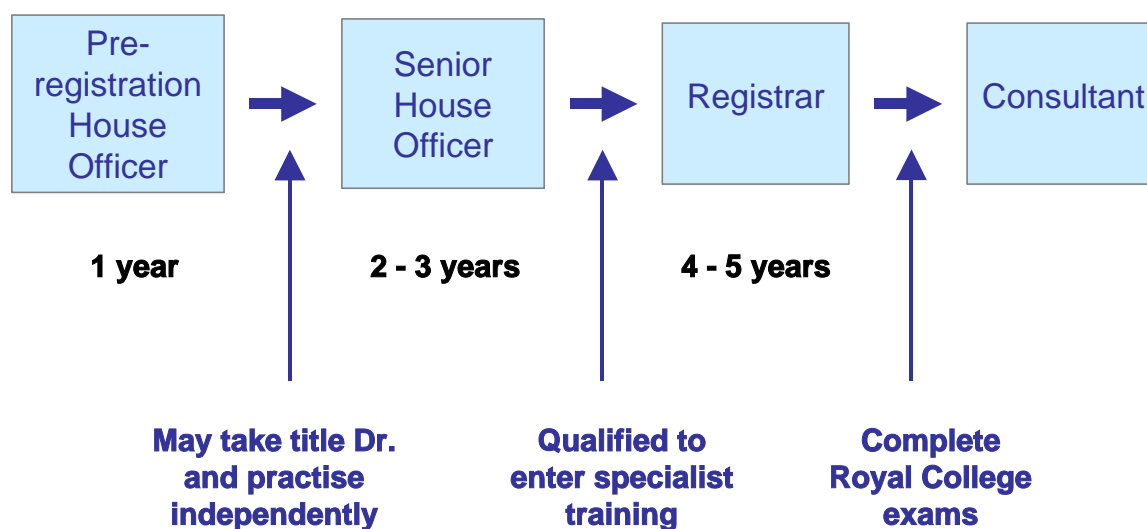 Pre-
registration
House
Officer
Senior
House
Officer
Registrar
Consultant
1 year
2 - 3 years
4 - 5 years
May take title Dr.
and practise
independently
Qualified to
enter specialist
training
Complete
Royal College
exams